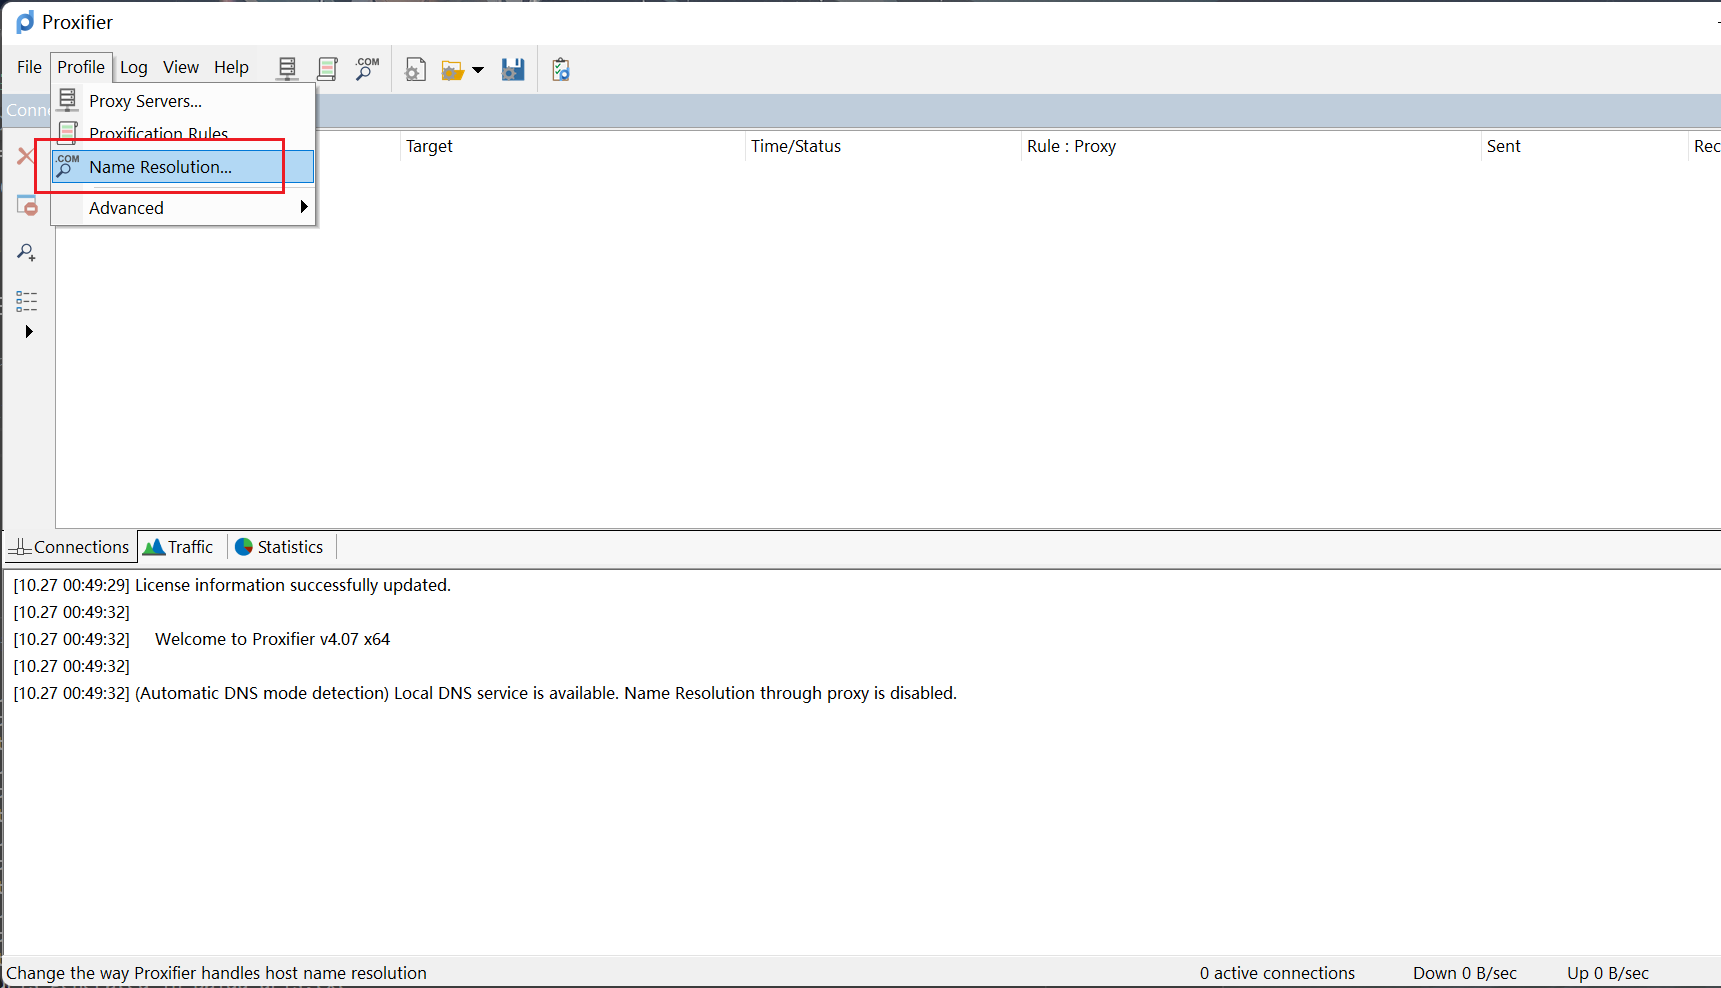 Proxifier
File Profile Log View Help .COM
Proxy Servers...
Conne
Proxification Rules
.COM Name Resolution...
Advanced
Target Time/Status Rule : Proxy Sent Rec
Connections Traffic Statistics
[10.27 00:49:29] License information successfully updated.
[10.27 00:49:32]
[10.27 00:49:32] Welcome to Proxifier v4.07 x64
[10.27 00:49:32]
[10.27 00:49:32] (Automatic DNS mode detection) Local DNS service is available. Name Resolution through proxy is disabled.
Change the way Proxifier handles host name resolution 0 active connections Down 0 B/sec Up 0 B/sec